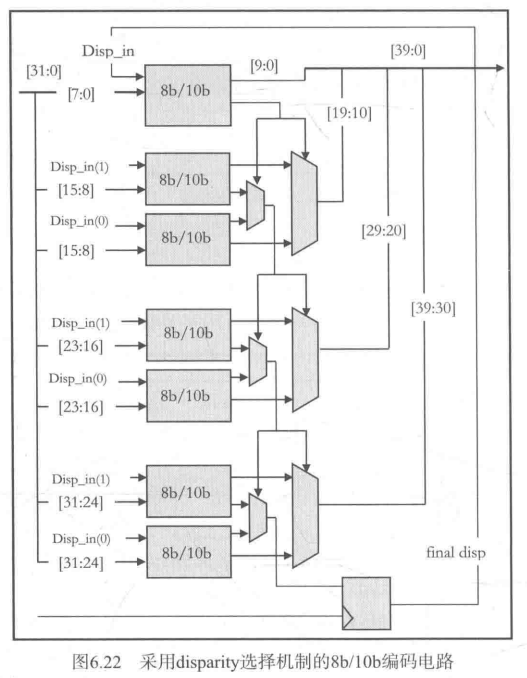 Disp_in
[31:0]
[7:0]
8b/10b
[9:0]
[39:0]
[19:10]
Disp_in(1)
[15:8]
8b/10b
Disp_in(0)
[15:8]
8b/10b
[29:20]
[39:30]
Disp_in(1)
[23:16]
8b/10b
Disp_in(0)
[23:16]
8b/10b
Disp_in(1)
[31:24]
8b/10b
Disp_in(0)
[31:24]
8b/10b
final disp
图6.22 采用disparity选择机制的8b/10b编码电路